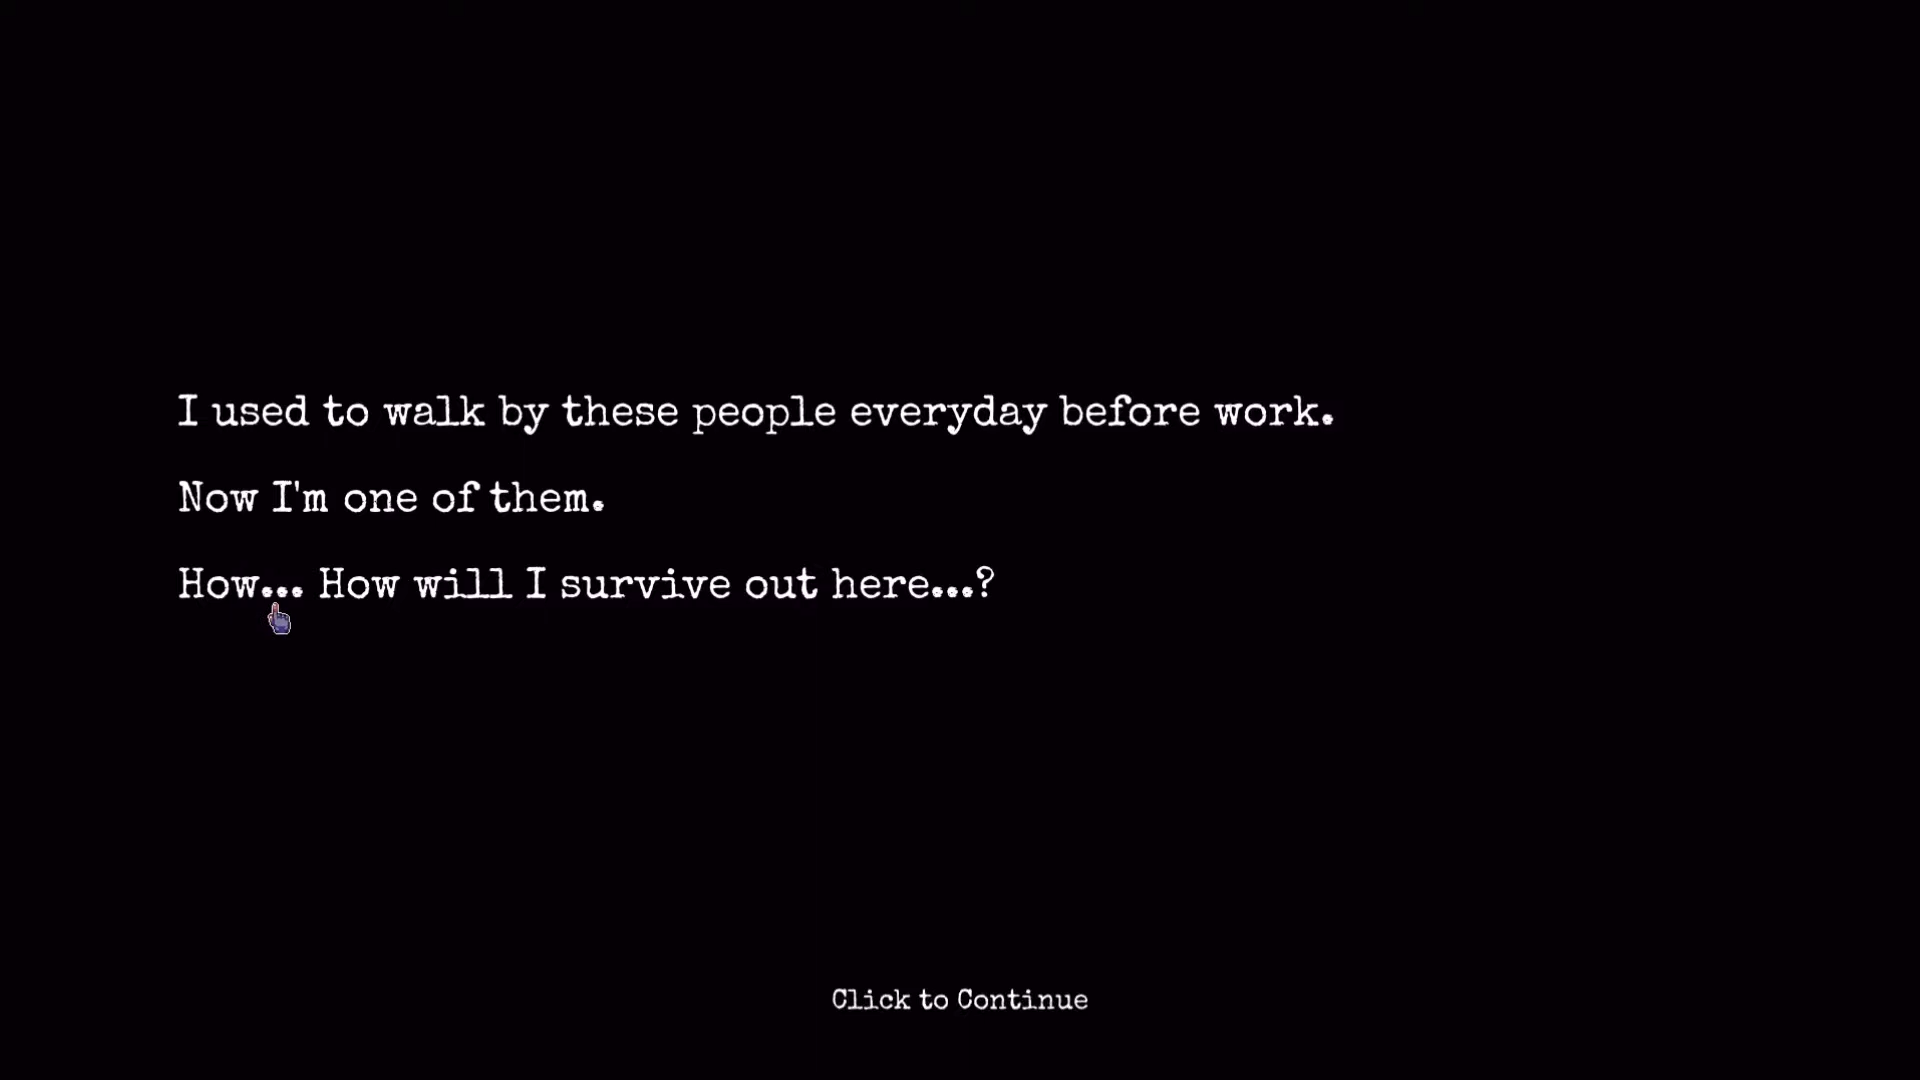 I used to walk by these people everyday before work.
Now I'm one of them.
How... How will I survive out here...?
Click to Continue